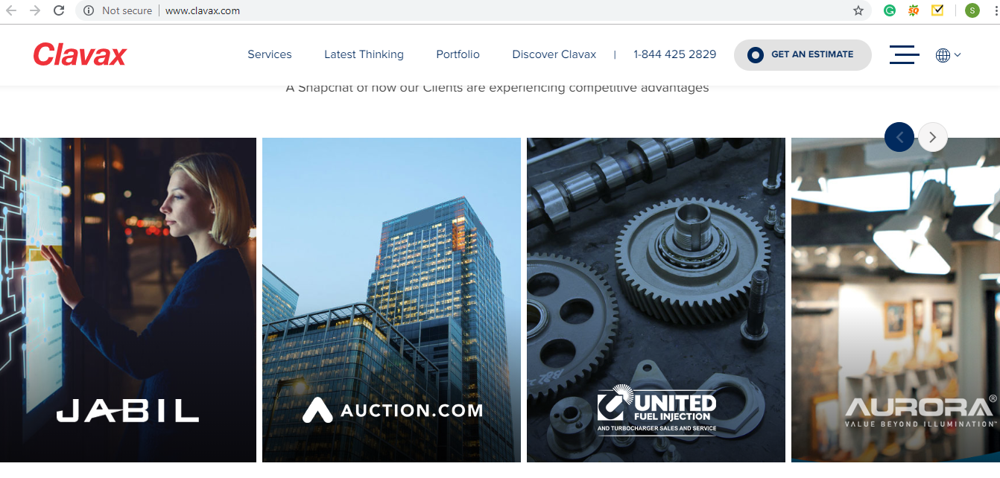 Not secure www.clavax.com
S
Clavax
Services Latest Thinking Portfolio Discover Clavax | 1-844 425 2829 GET AN ESTIMATE
A Snapchat of how our Clients are experiencing competitive advantages
JABIL
AUCTION.COM
UNITED
FUEL INJECTION
AND TURBOCHARGER SALES AND SERVICE
AURORA®
VALUE BEYOND ILLUMINATION™